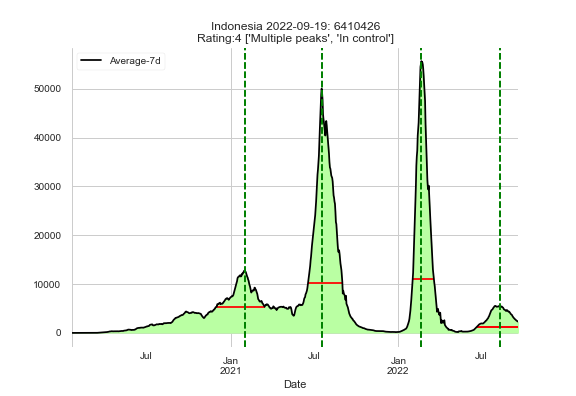 Indonesia 2022-09-19: 6410426
Rating:4 ['Multiple peaks', 'In control']
Average-7d
50000
40000
30000
20000
10000
0
Jul
Jan
2021
Jul
Jan
2022
Jul
Date